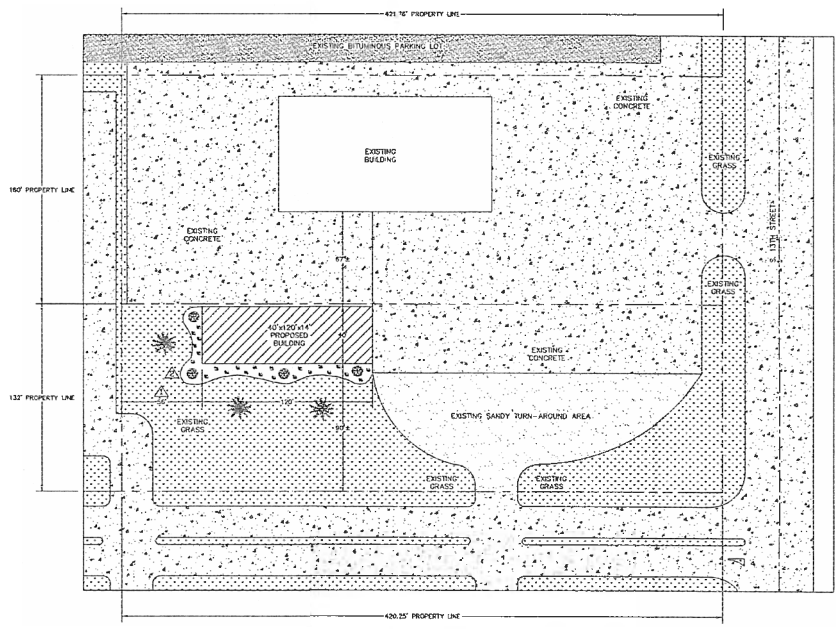 421.76' PROPERTY LINE
EXISTING BITUMINOUS PARKING LOT
EXISTING
CONCRETE
EXISTING
BUILDING
EXISTING
GRASS
160' PROPERTY LINE
13TH STREET
EXISTING
CONCRETE
67'±
EXISTING
GRASS
40'x120'x14'
PROPOSED
BUILDING
40'
EXISTING
CONCRETE
132' PROPERTY LINE
120'
EXISTING SANDY TURN-AROUND AREA
EXISTING
GRASS
EXISTING
GRASS
EXISTING
GRASS
420.25' PROPERTY LINE